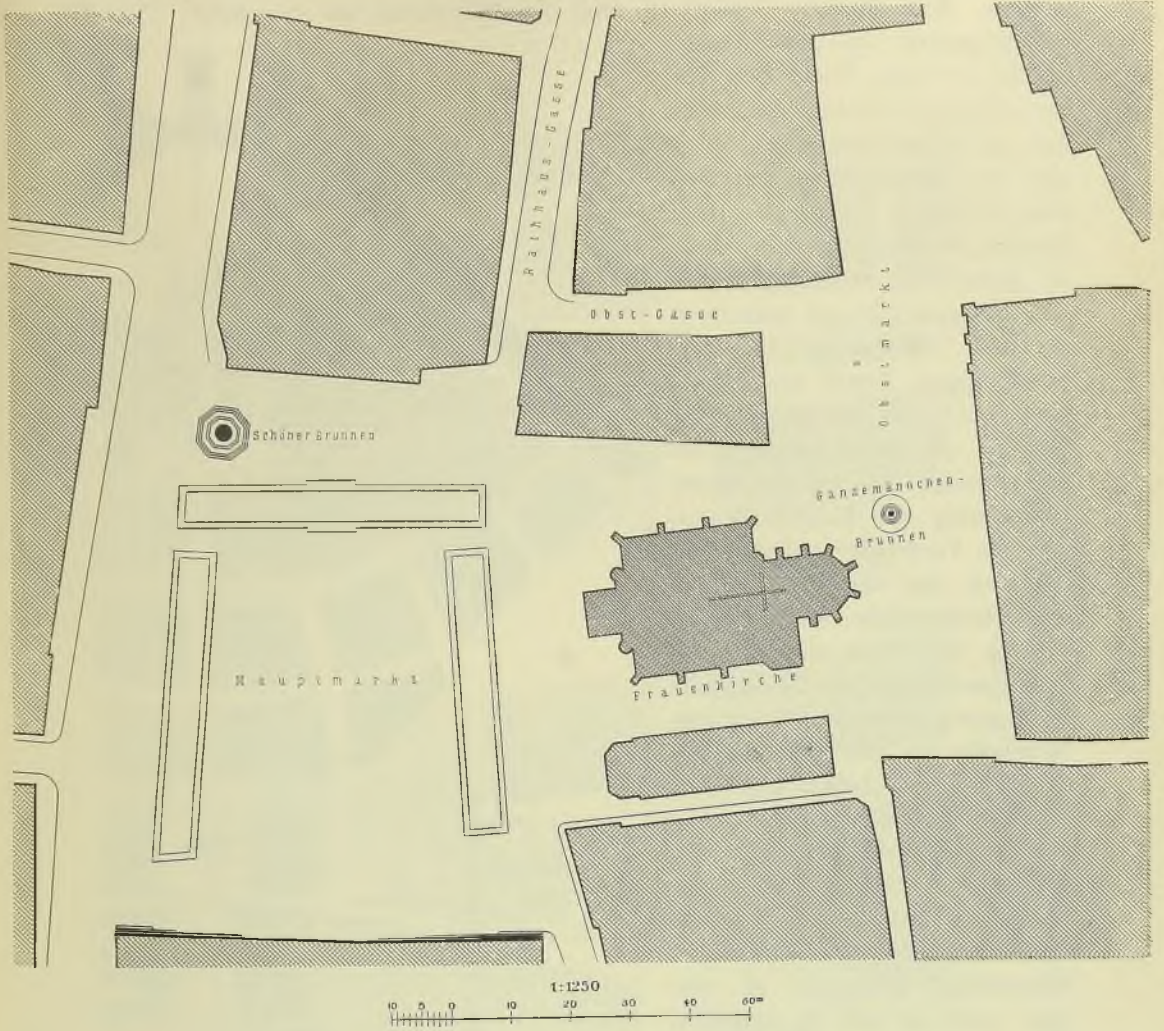 Rathhaus-Gasse
Obst-Gasse
Obstmarkt
Schöner Brunnen
Gänsemännchen-
Brunnen
Hauptmarkt
Frauenkirche
1:1250
10 5 0 10 20 30 40 50m